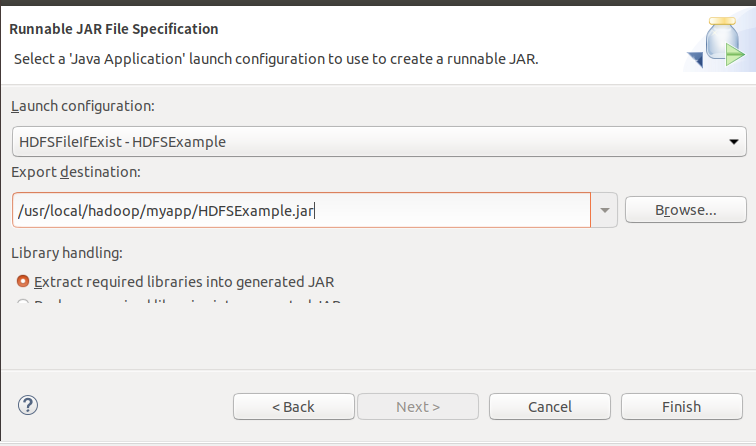 Runnable JAR File Specification
Select a 'Java Application' launch configuration to use to create a runnable JAR.
Launch configuration:
HDFSFileIfExist - HDFSExample
Export destination:
/usr/local/hadoop/myapp/HDFSExample.jar
Browse...
Library handling:
Extract required libraries into generated JAR
?
< Back
Next >
Cancel
Finish